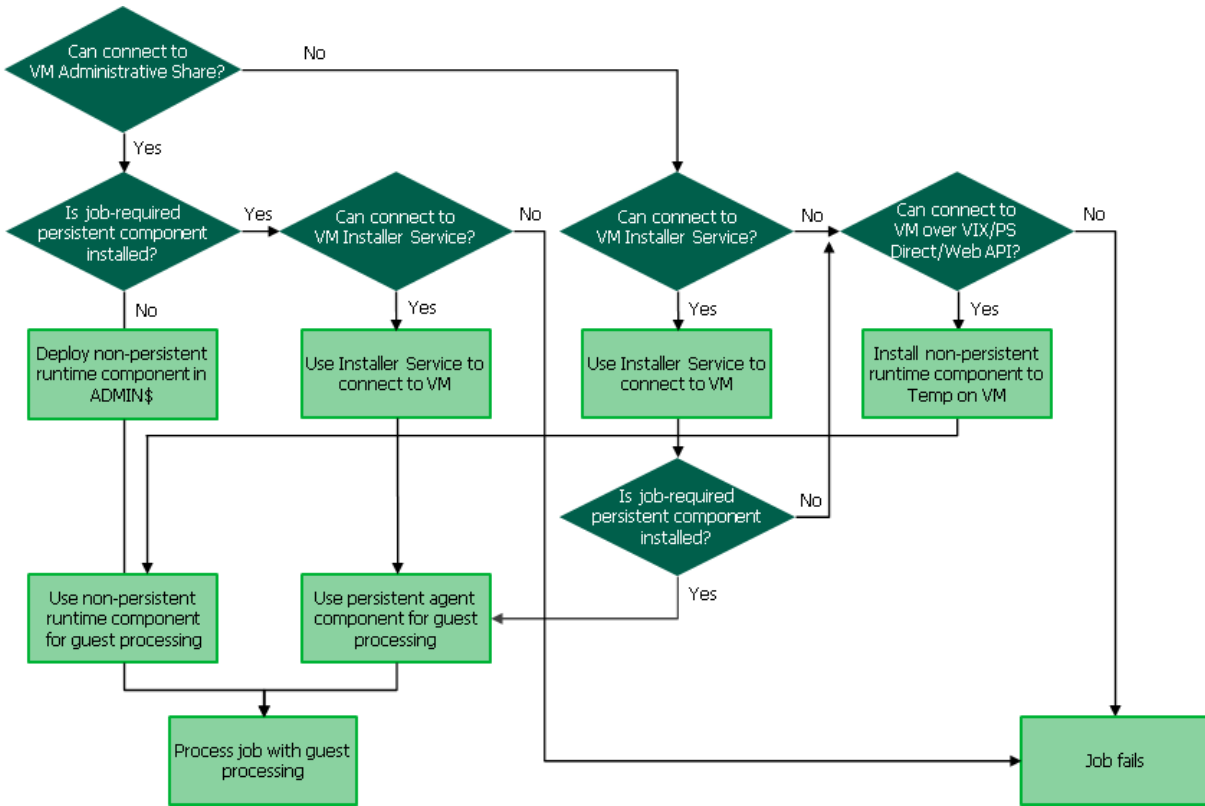 Can connect to
VM Administrative Share?
No
Yes
Is job-required
persistent component
installed?
Yes
Can connect to
VM Installer Service?
No
Can connect to
VM Installer Service?
No
Can connect to
VM over VIX/PS
Direct/Web API?
No
No
Yes
Yes
Yes
Deploy non-persistent
runtime component in
ADMIN$
Use Installer Service to
connect to VM
Use Installer Service to
connect to VM
Install non-persistent
runtime component to
Temp on VM
Is job-required
persistent component
installed?
No
Yes
Use non-persistent
runtime component
for guest processing
Use persistent agent
component for guest
processing
Process job with guest
processing
Job fails